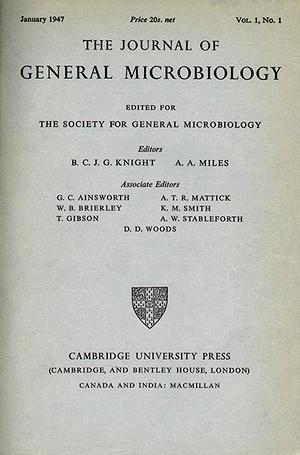 January 1947 Price 20s. net VOL. 1, No. 1
THE JOURNAL OF
GENERAL MICROBIOLOGY
EDITED FOR
THE SOCIETY FOR GENERAL MICROBIOLOGY
Editors
B. C. J. G. KNIGHT A. A. MILES
Associate Editors
G. C. AINSWORTH A. T. R. MATTICK
W. B. BRIERLEY K. M. SMITH
T. GIBSON A. W. STABLEFORTH
D. D. WOODS
CAMBRIDGE UNIVERSITY PRESS
(CAMBRIDGE, AND BENTLEY HOUSE, LONDON)
CANADA AND INDIA: MACMILLAN